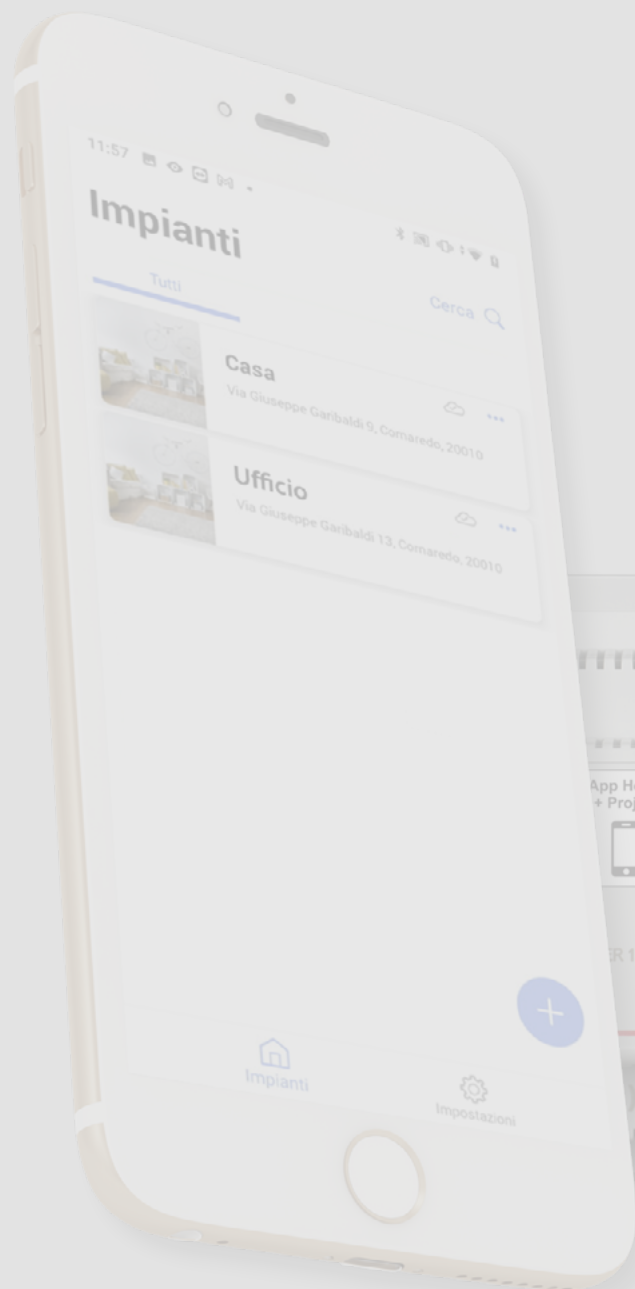 11:57
Impianti
Tutti
Cerca
Casa
Via Giuseppe Garibaldi 9, Cornaredo, 20010
Ufficio
Via Giuseppe Garibaldi 13, Cornaredo, 20010
App
+
Impianti
Impostazioni